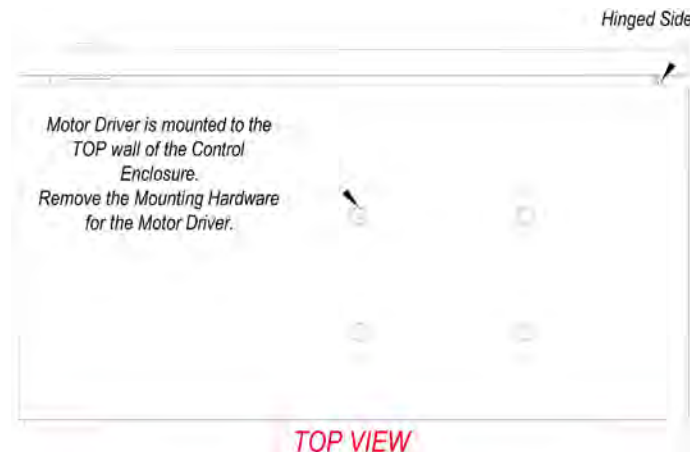 Hinged Side
Motor Driver is mounted to the
TOP wall of the Control
Enclosure.
Remove the Mounting Hardware
for the Motor Driver.
TOP VIEW